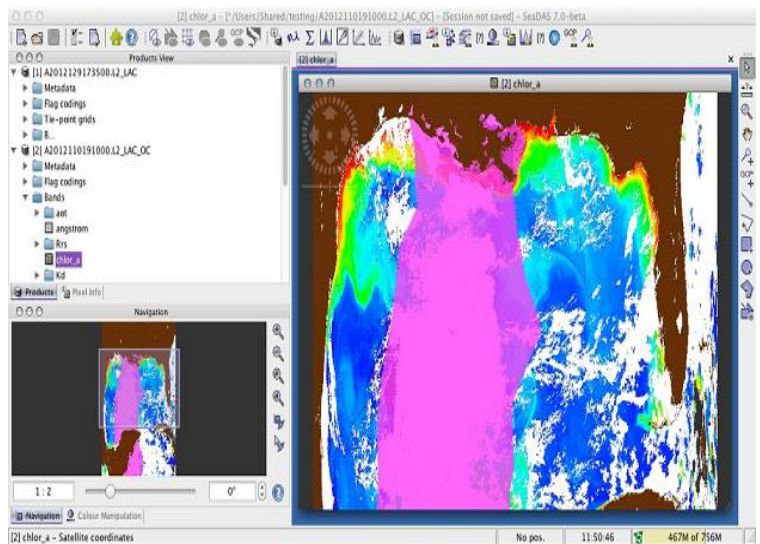 [2] chlor_a - [*/Users/Shared/testing/A2012110191000.L2_LAC_OC] - [Session not saved] - SeaDAS 7.0-beta
GCP
Products View
[1] A2012129173500.L2_LAC
Metadata
Flag codings
Tie-point grids
B...
[2] A2012110191000.L2_LAC_OC
Metadata
Flag codings
Bands
aot
angstrom
Rrs
chlor_a
Kd
Products
Pixel Info
Navigation
1 : 2
0°
Navigation
Colour Manipulation
[2] chlor_a
[2] chlor_a
GCP
[2] chlor_a - Satellite coordinates
No pos.
11:50:46
467M of 756M